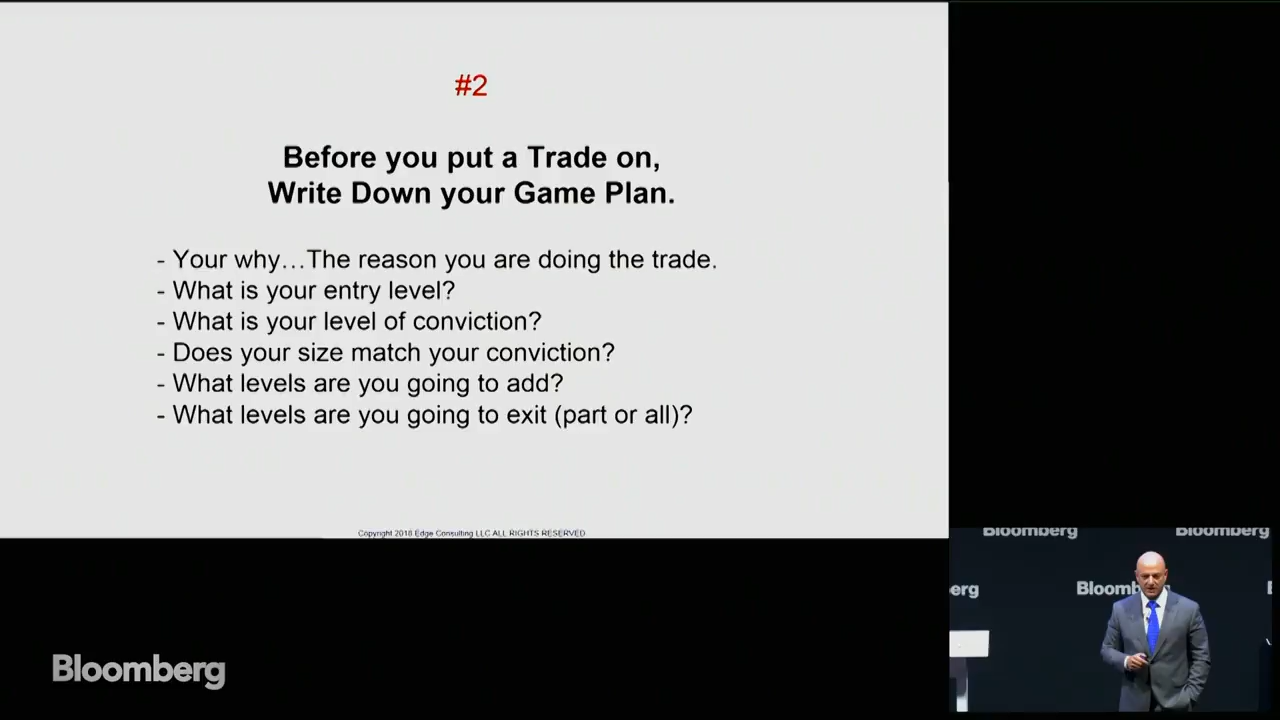 #2
Before you put a Trade on,
Write Down your Game Plan.
- Your why…The reason you are doing the trade.
- What is your entry level?
- What is your level of conviction?
- Does your size match your conviction?
- What levels are you going to add?
- What levels are you going to exit (part or all)?
Copyright 2018 Edge Consulting LLC ALL RIGHTS RESERVED
Bloomberg
Bloomberg
erg
Bloomberg
Bloomberg